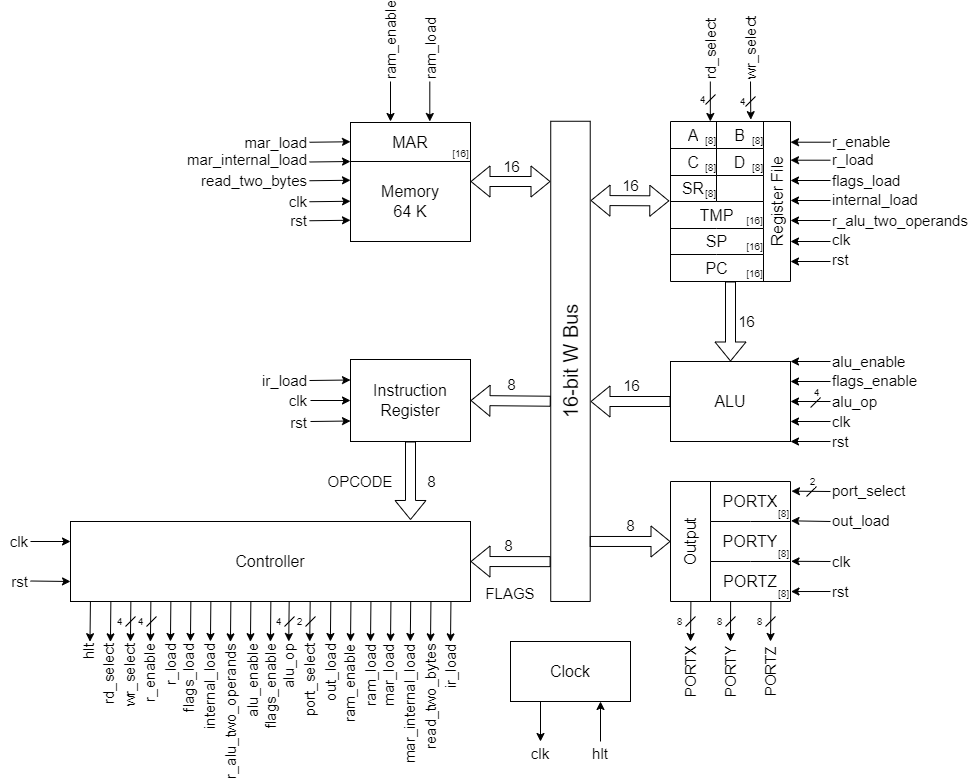 ram_enable
ram_load
rd_select
wr_select
4
4
mar_load
mar_internal_load
read_two_bytes
clk
rst
MAR
[16]
Memory
64 K
16
16-bit W Bus
16
A [8]
B [8]
C [8]
D [8]
SR [8]
TMP [16]
SP [16]
PC [16]
Register File
r_enable
r_load
flags_load
internal_load
r_alu_two_operands
clk
rst
16
ir_load
clk
rst
Instruction
Register
8
16
ALU
alu_enable
flags_enable
4
alu_op
clk
rst
OPCODE
8
clk
rst
Controller
8
FLAGS
8
Output
PORTX
[8]
PORTY
[8]
PORTZ
[8]
2
port_select
out_load
clk
rst
8
8
8
PORTX
PORTY
PORTZ
4
4
4
2
hlt
rd_select
wr_select
r_enable
r_load
flags_load
internal_load
r_alu_two_operands
alu_enable
flags_enable
alu_op
port_select
out_load
ram_enable
ram_load
mar_load
mar_internal_load
read_two_bytes
ir_load
Clock
clk
hlt